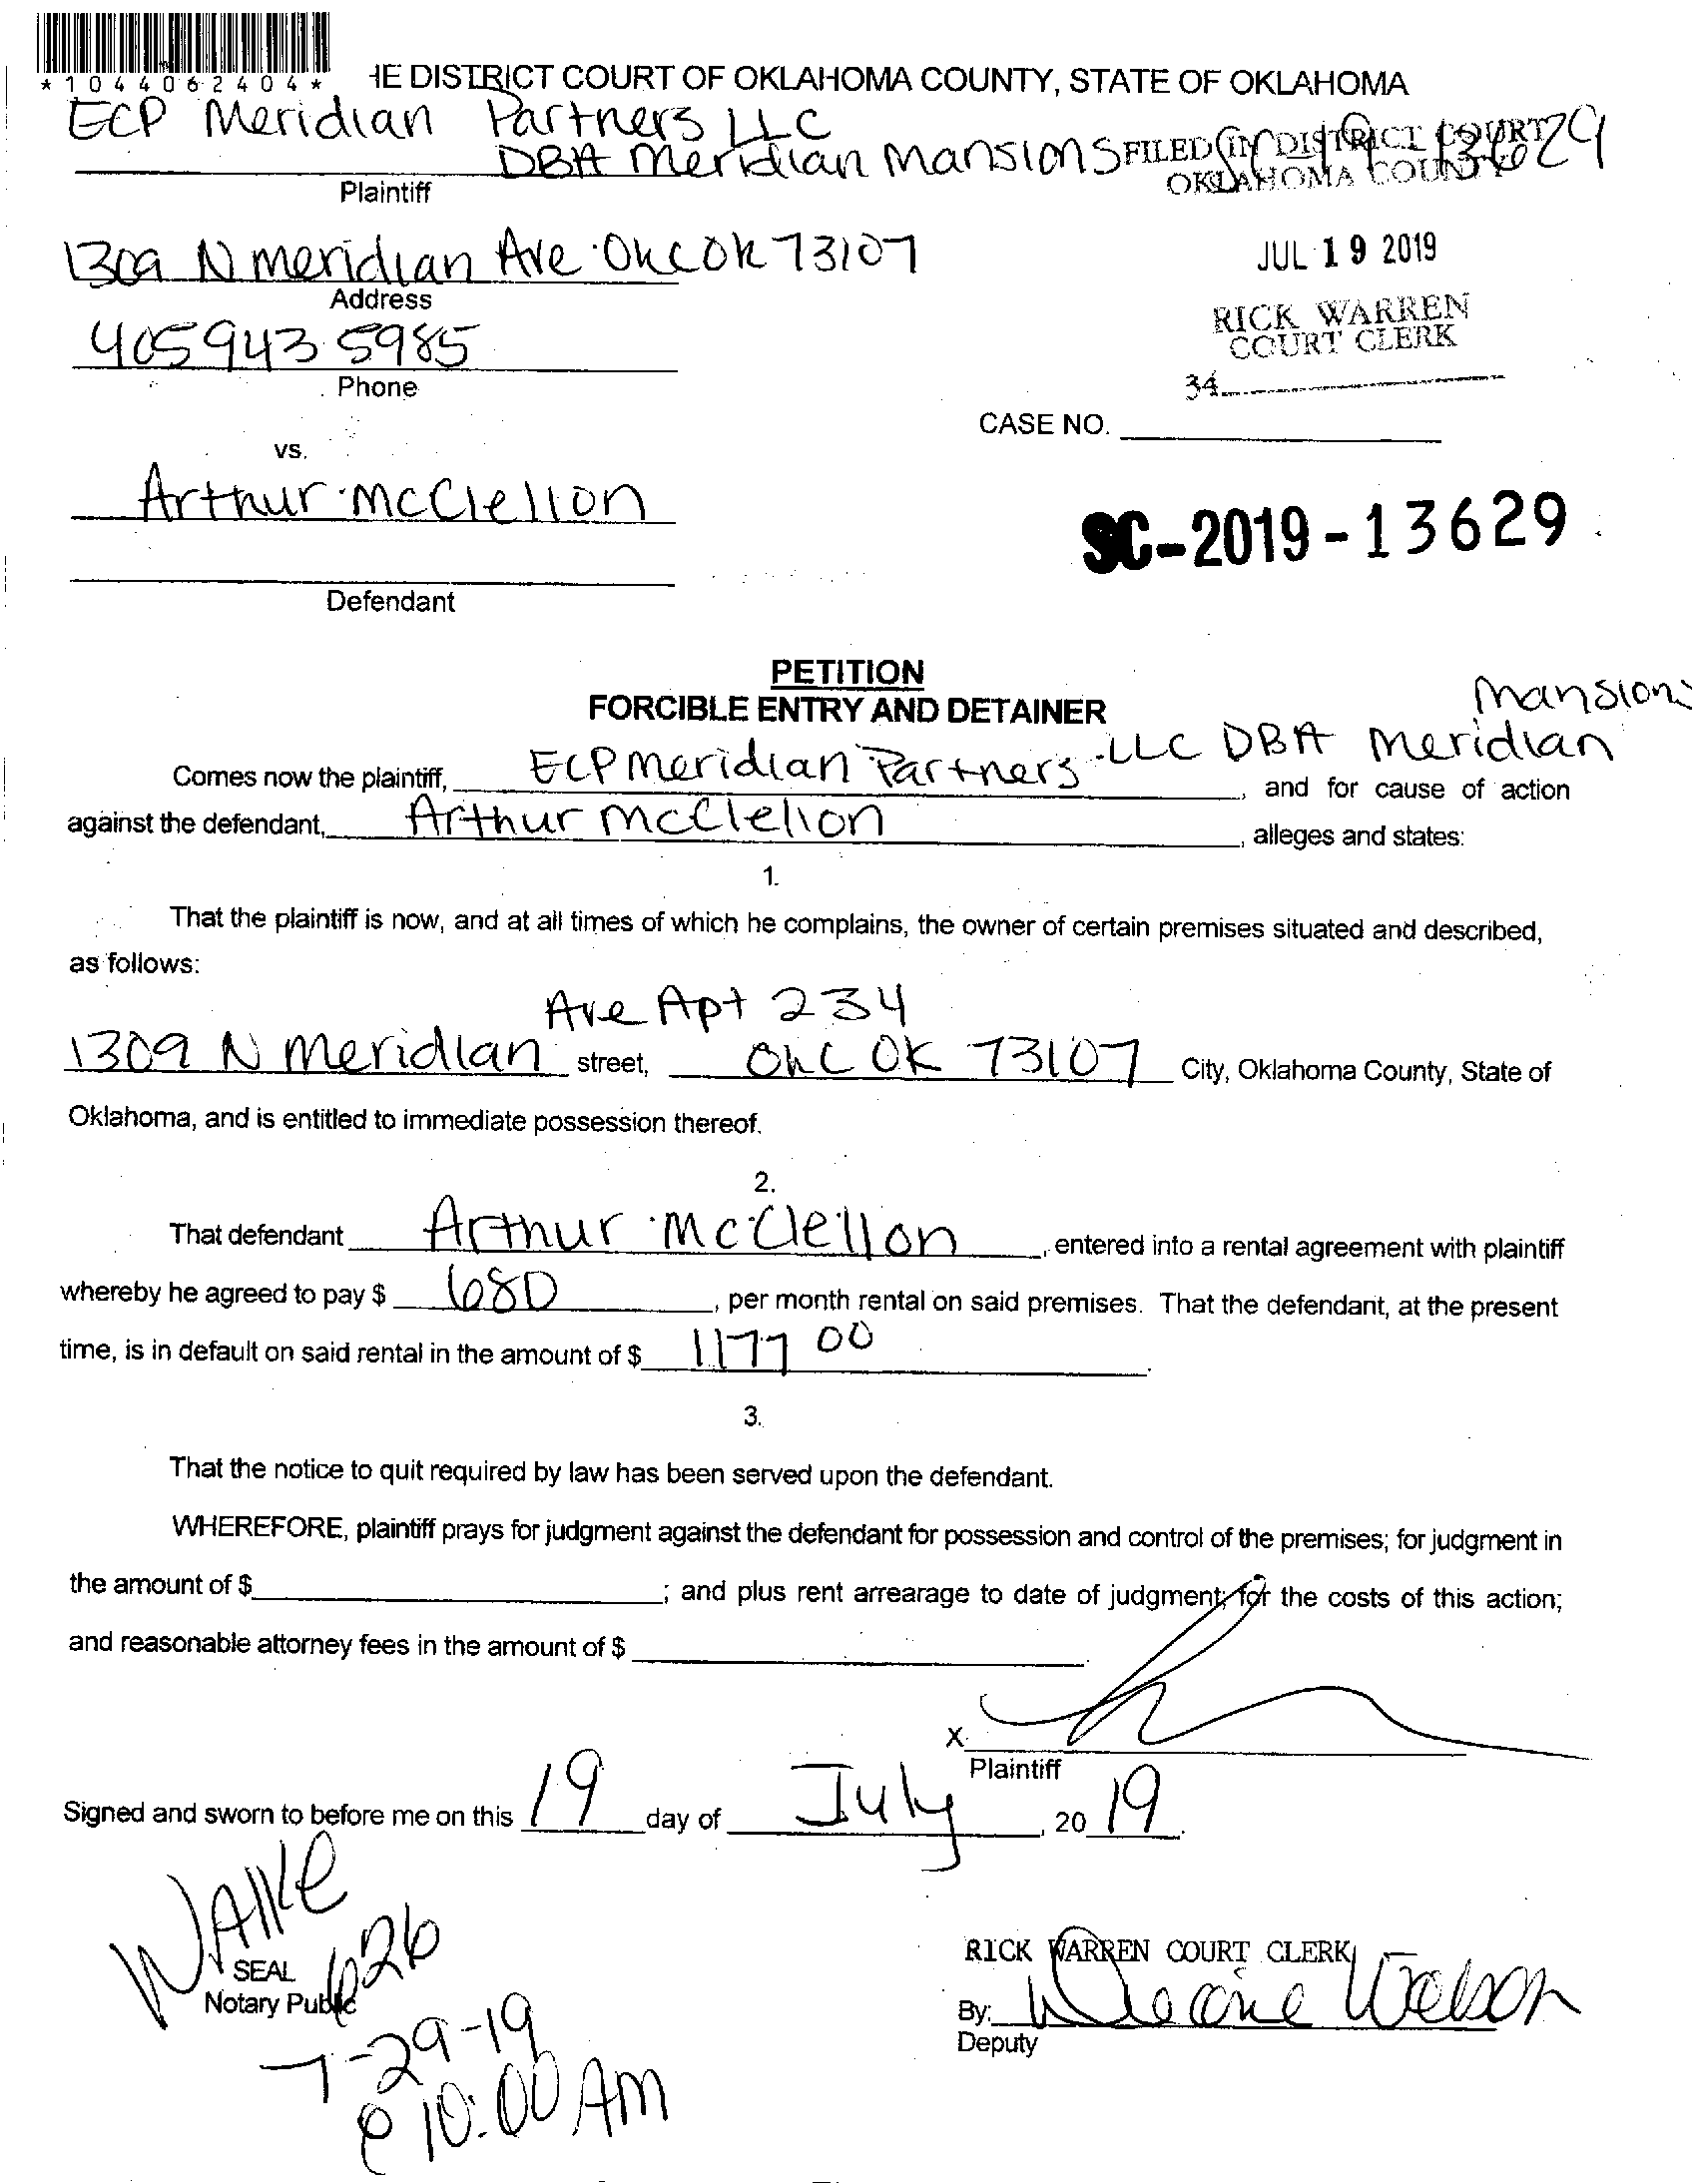 *1044062404*
IE DISTRICT COURT OF OKLAHOMA COUNTY, STATE OF OKLAHOMA
ECP Meridian Partners LLC
DBA Meridian Mansions
FILED IN DISTRICT COURT
OKLAHOMA COUNTY
SC 19 13629
Plaintiff
1309 N Meridian Ave OKC OK 73107
JUL 19 2019
Address
RICK WARREN
COURT CLERK
405 943 5985
34
Phone
CASE NO.
vs.
Arthur McClellon
SC-2019-13629
Defendant
PETITION
FORCIBLE ENTRY AND DETAINER
Mansions
Comes now the plaintiff, ECP Meridian Partners LLC DBA Meridian, and for cause of action
against the defendant, Arthur McClellon, alleges and states:
1.
That the plaintiff is now, and at all times of which he complains, the owner of certain premises situated and described,
as follows:
Ave Apt 234
1309 N Meridian street, OKC OK 73107 City, Oklahoma County, State of
Oklahoma, and is entitled to immediate possession thereof.
2.
That defendant Arthur McClellon, entered into a rental agreement with plaintiff
whereby he agreed to pay $ 680, per month rental on said premises. That the defendant, at the present
time, is in default on said rental in the amount of $ 1177 00.
3.
That the notice to quit required by law has been served upon the defendant.
WHEREFORE, plaintiff prays for judgment against the defendant for possession and control of the premises; for judgment in
the amount of $ ; and plus rent arrearage to date of judgment; for the costs of this action;
and reasonable attorney fees in the amount of $ .
X
Plaintiff
Signed and sworn to before me on this 19 day of July, 20 19.
WAlKe
SEAL
626
Notary Public
RICK WARREN COURT CLERK
By:
Deputy
7-29-19
@ 10:00 AM